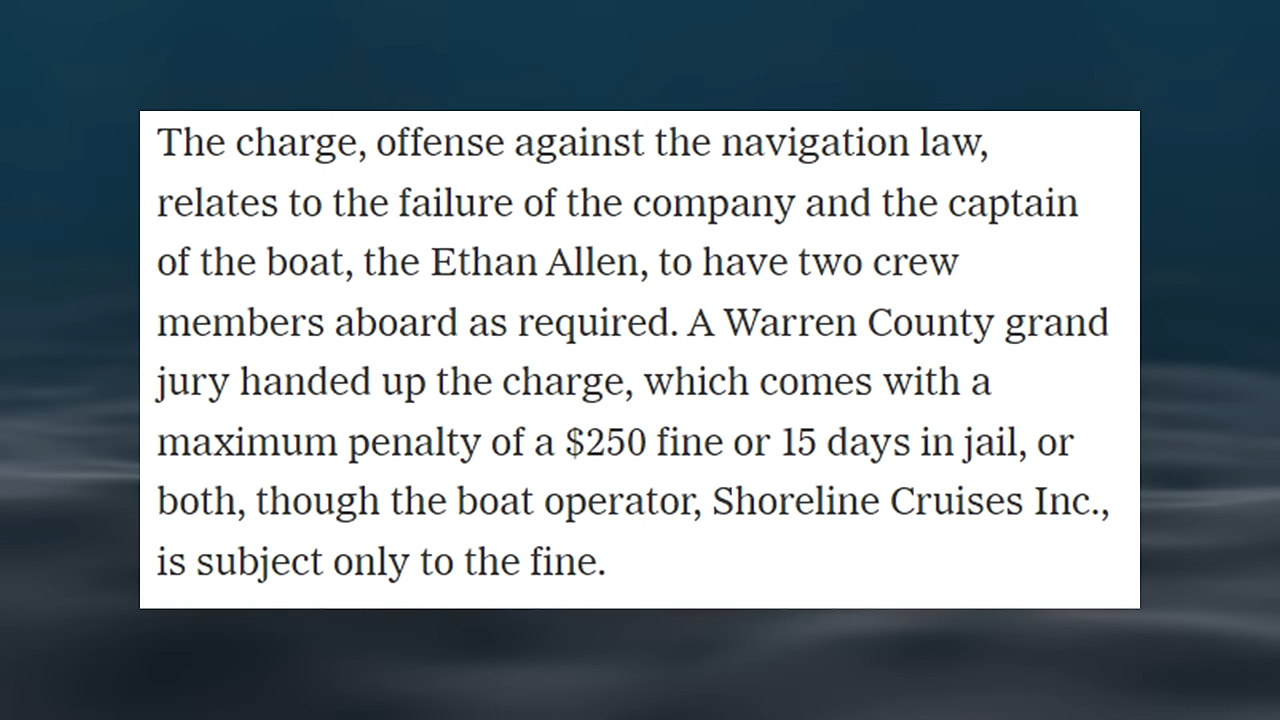 The charge, offense against the navigation law,
relates to the failure of the company and the captain
of the boat, the Ethan Allen, to have two crew
members aboard as required. A Warren County grand
jury handed up the charge, which comes with a
maximum penalty of a $250 fine or 15 days in jail, or
both, though the boat operator, Shoreline Cruises Inc.,
is subject only to the fine.